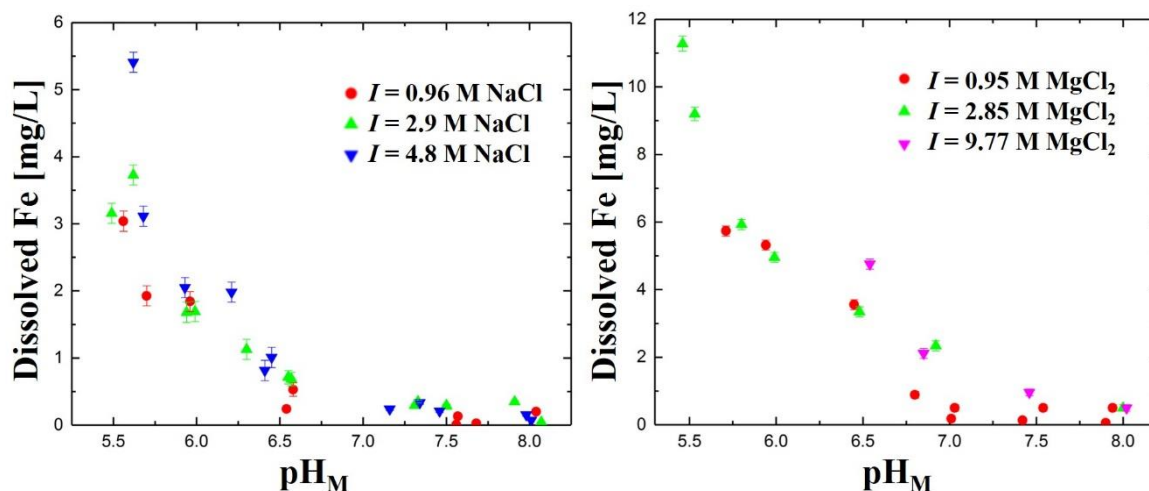 Dissolved Fe [mg/L]
6
5
4
3
2
1
0
I = 0.96 M NaCl
I = 2.9 M NaCl
I = 4.8 M NaCl
5.5 6.0 6.5 7.0 7.5 8.0
pHM
Dissolved Fe [mg/L]
12
10
8
6
4
2
0
I = 0.95 M MgCl2
I = 2.85 M MgCl2
I = 9.77 M MgCl2
5.5 6.0 6.5 7.0 7.5 8.0
pHM